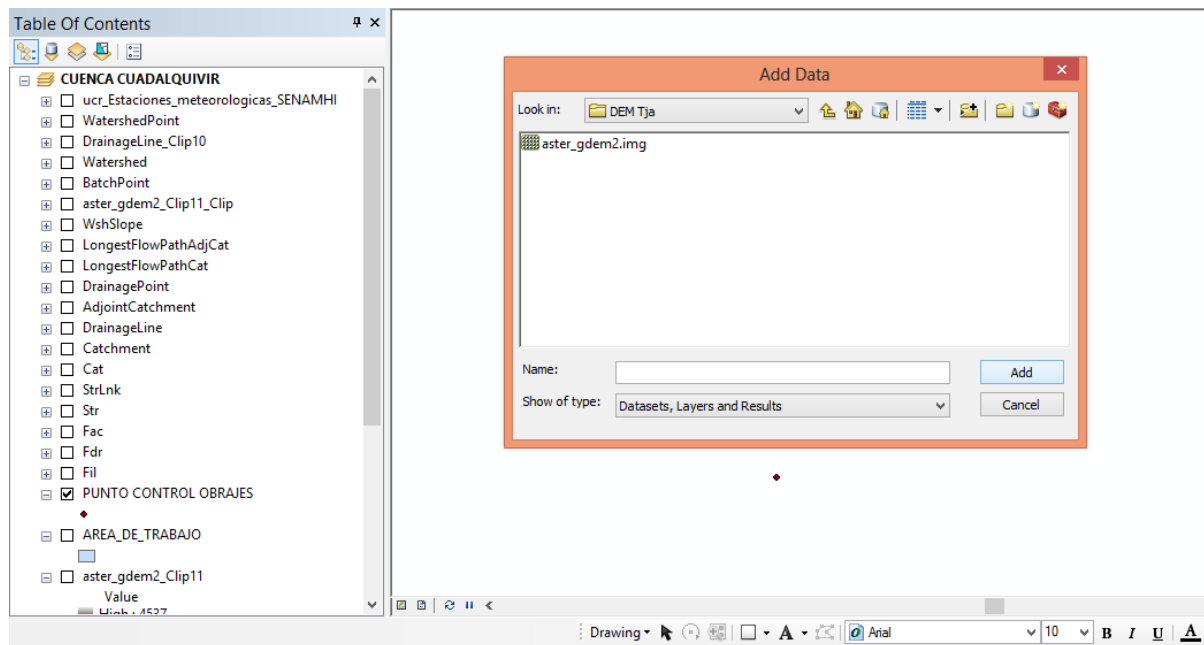 Table Of Contents
CUENCA CUADALQUIVIR
ucr_Estaciones_meteorologicas_SENAMHI
WatershedPoint
DrainageLine_Clip10
Watershed
BatchPoint
aster_gdem2_Clip11_Clip
WshSlope
LongestFlowPathAdjCat
LongestFlowPathCat
DrainagePoint
AdjointCatchment
DrainageLine
Catchment
Cat
StrLnk
Str
Fac
Fdr
Fil
PUNTO CONTROL OBRAJES
AREA_DE_TRABAJO
aster_gdem2_Clip11
Value
High : 4537
Add Data
Look in: DEM Tja
aster_gdem2.img
Name:
Add
Show of type: Datasets, Layers and Results
Cancel
Drawing A Arial 10 B I U A